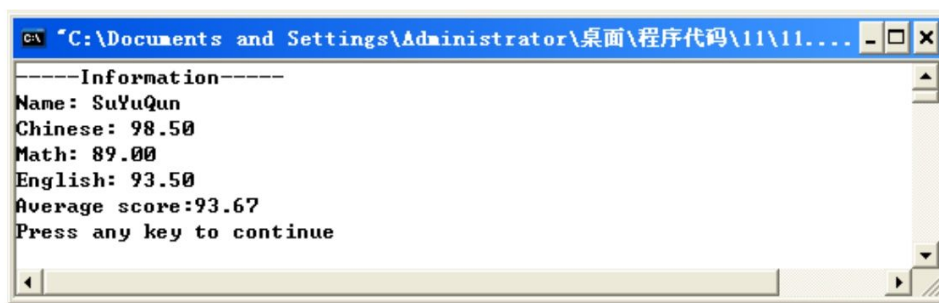 "C:\Documents and Settings\Administrator\桌面\程序代码\11\11....
-----Information-----
Name: SuYuQun
Chinese: 98.50
Math: 89.00
English: 93.50
Average score:93.67
Press any key to continue